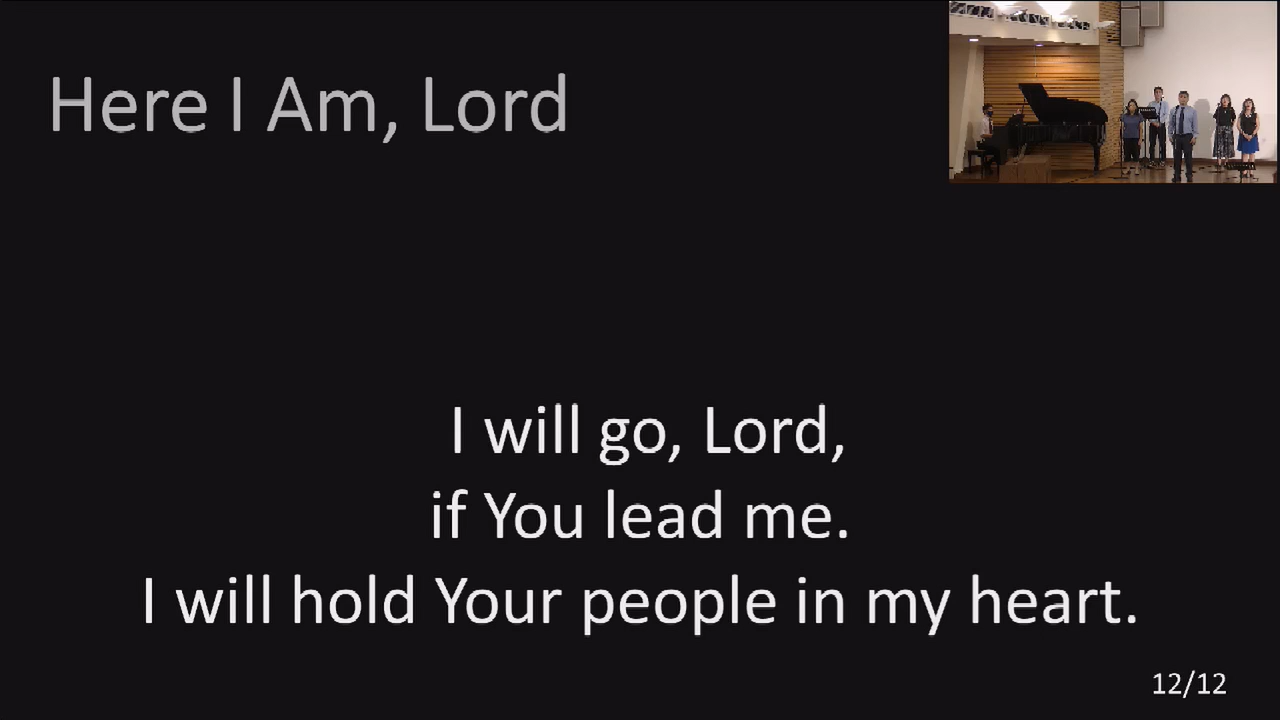 Here I Am, Lord
I will go, Lord,
if You lead me.
I will hold Your people in my heart.
12/12